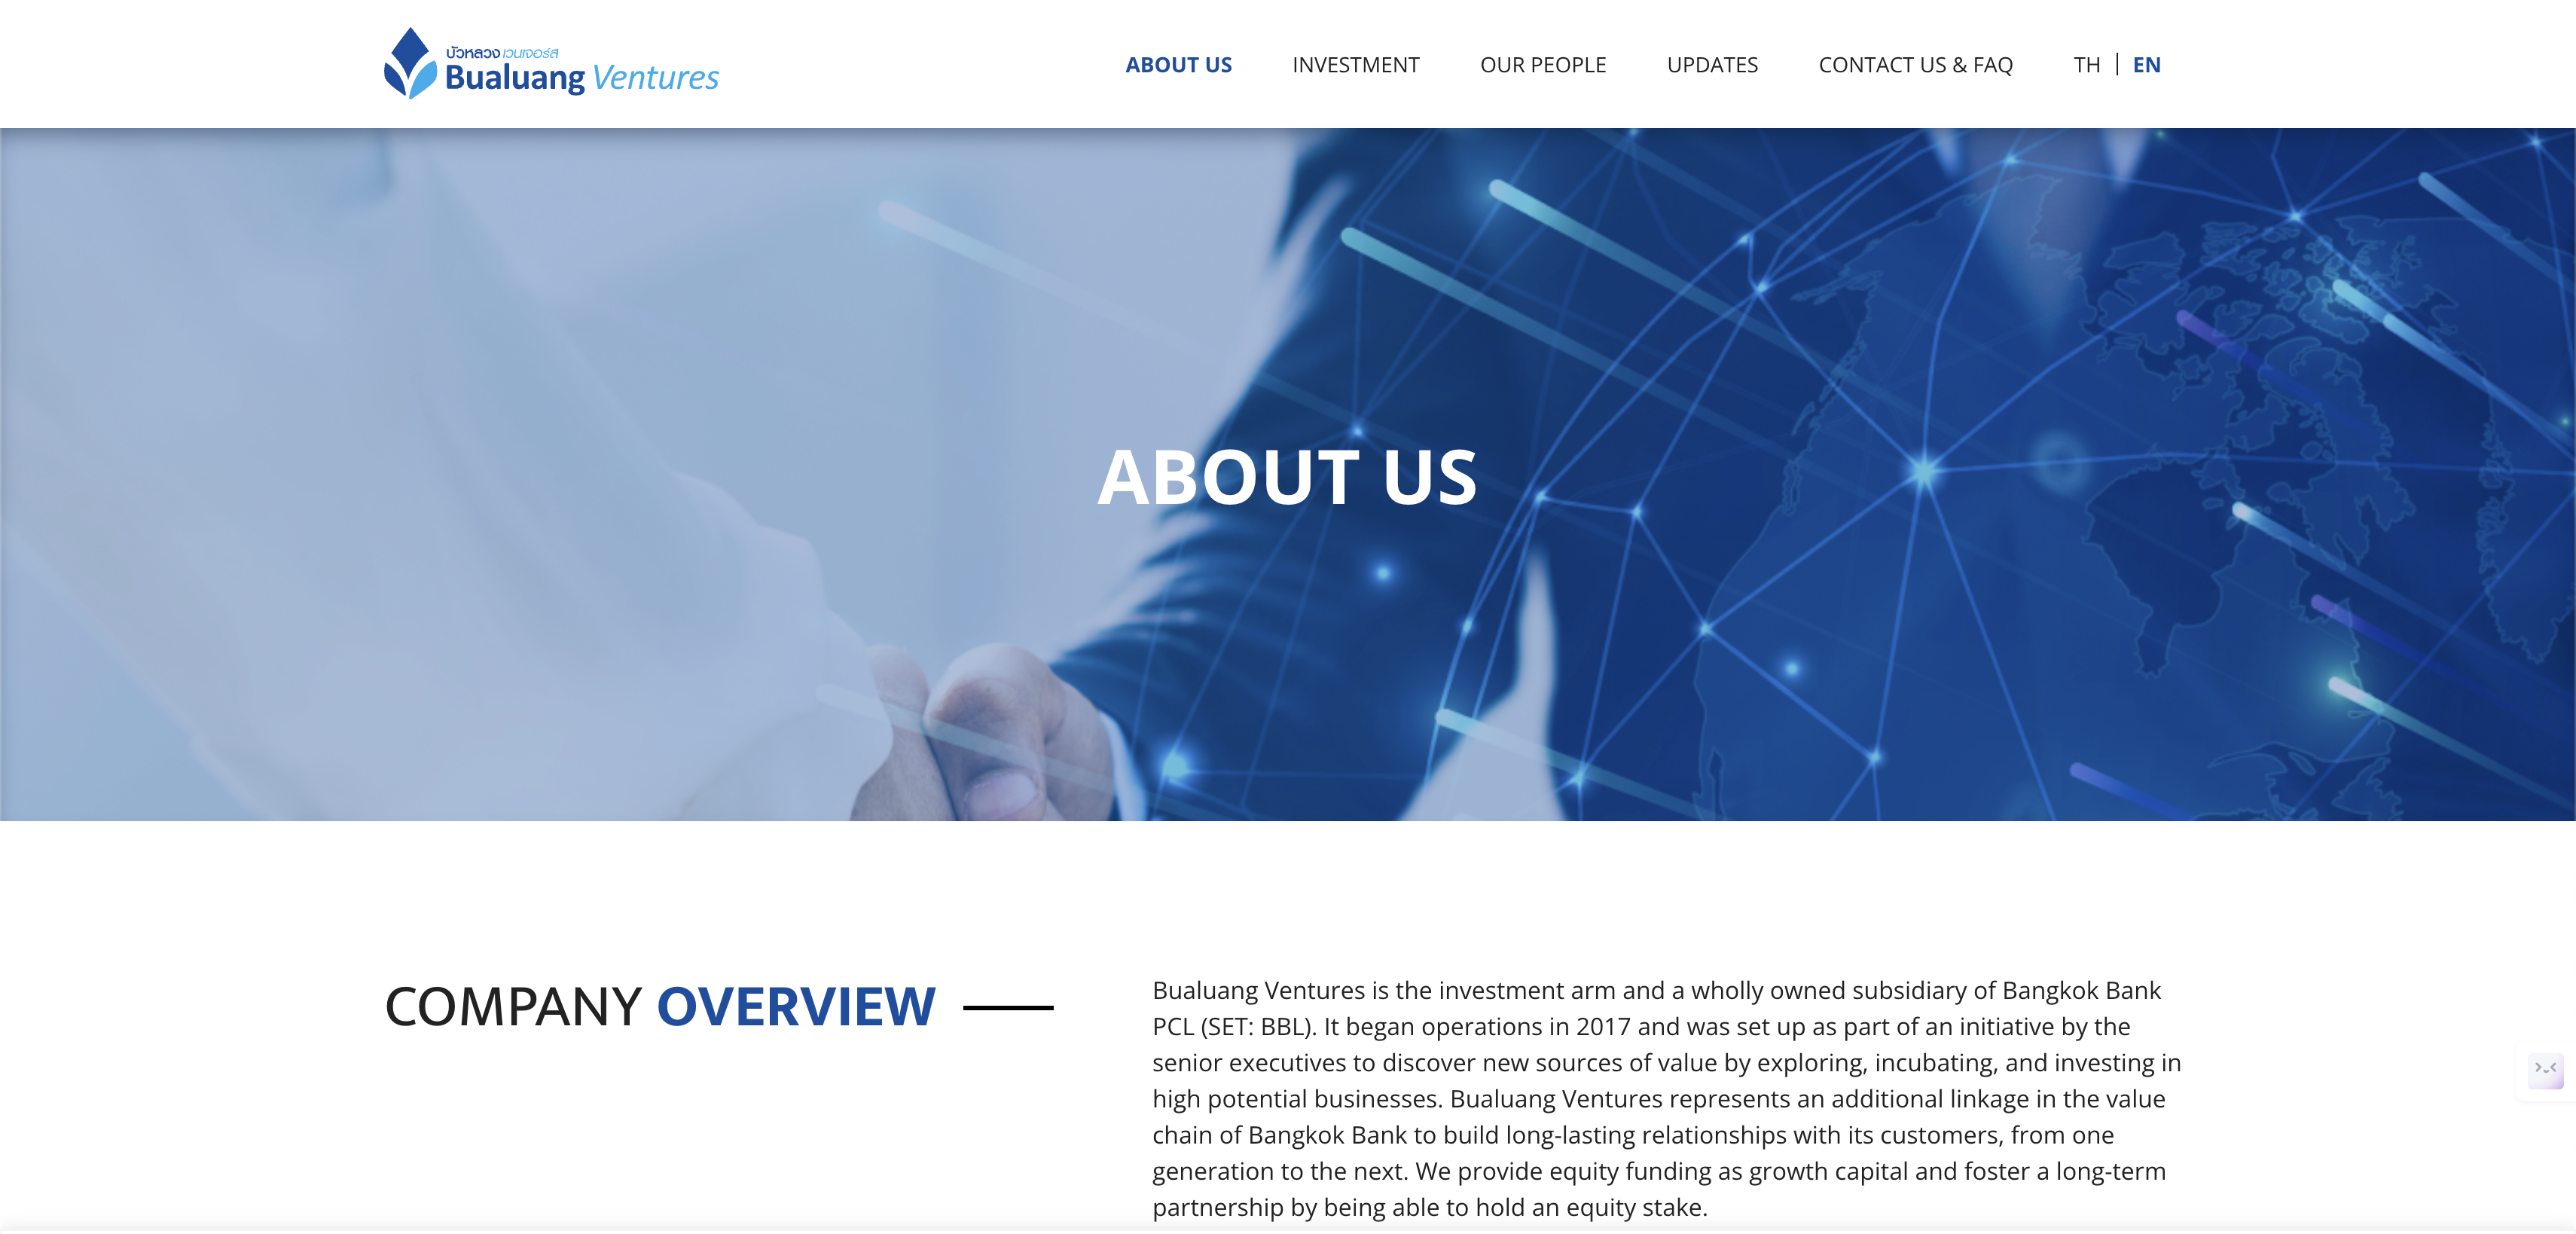 บัวหลวง เวนเจอร์ส
Bualuang Ventures
ABOUT US
INVESTMENT
OUR PEOPLE
UPDATES
CONTACT US & FAQ
TH | EN
ABOUT US
COMPANY OVERVIEW
Bualuang Ventures is the investment arm and a wholly owned subsidiary of Bangkok Bank
PCL (SET: BBL). It began operations in 2017 and was set up as part of an initiative by the
senior executives to discover new sources of value by exploring, incubating, and investing in
high potential businesses. Bualuang Ventures represents an additional linkage in the value
chain of Bangkok Bank to build long-lasting relationships with its customers, from one
generation to the next. We provide equity funding as growth capital and foster a long-term
partnership by being able to hold an equity stake.